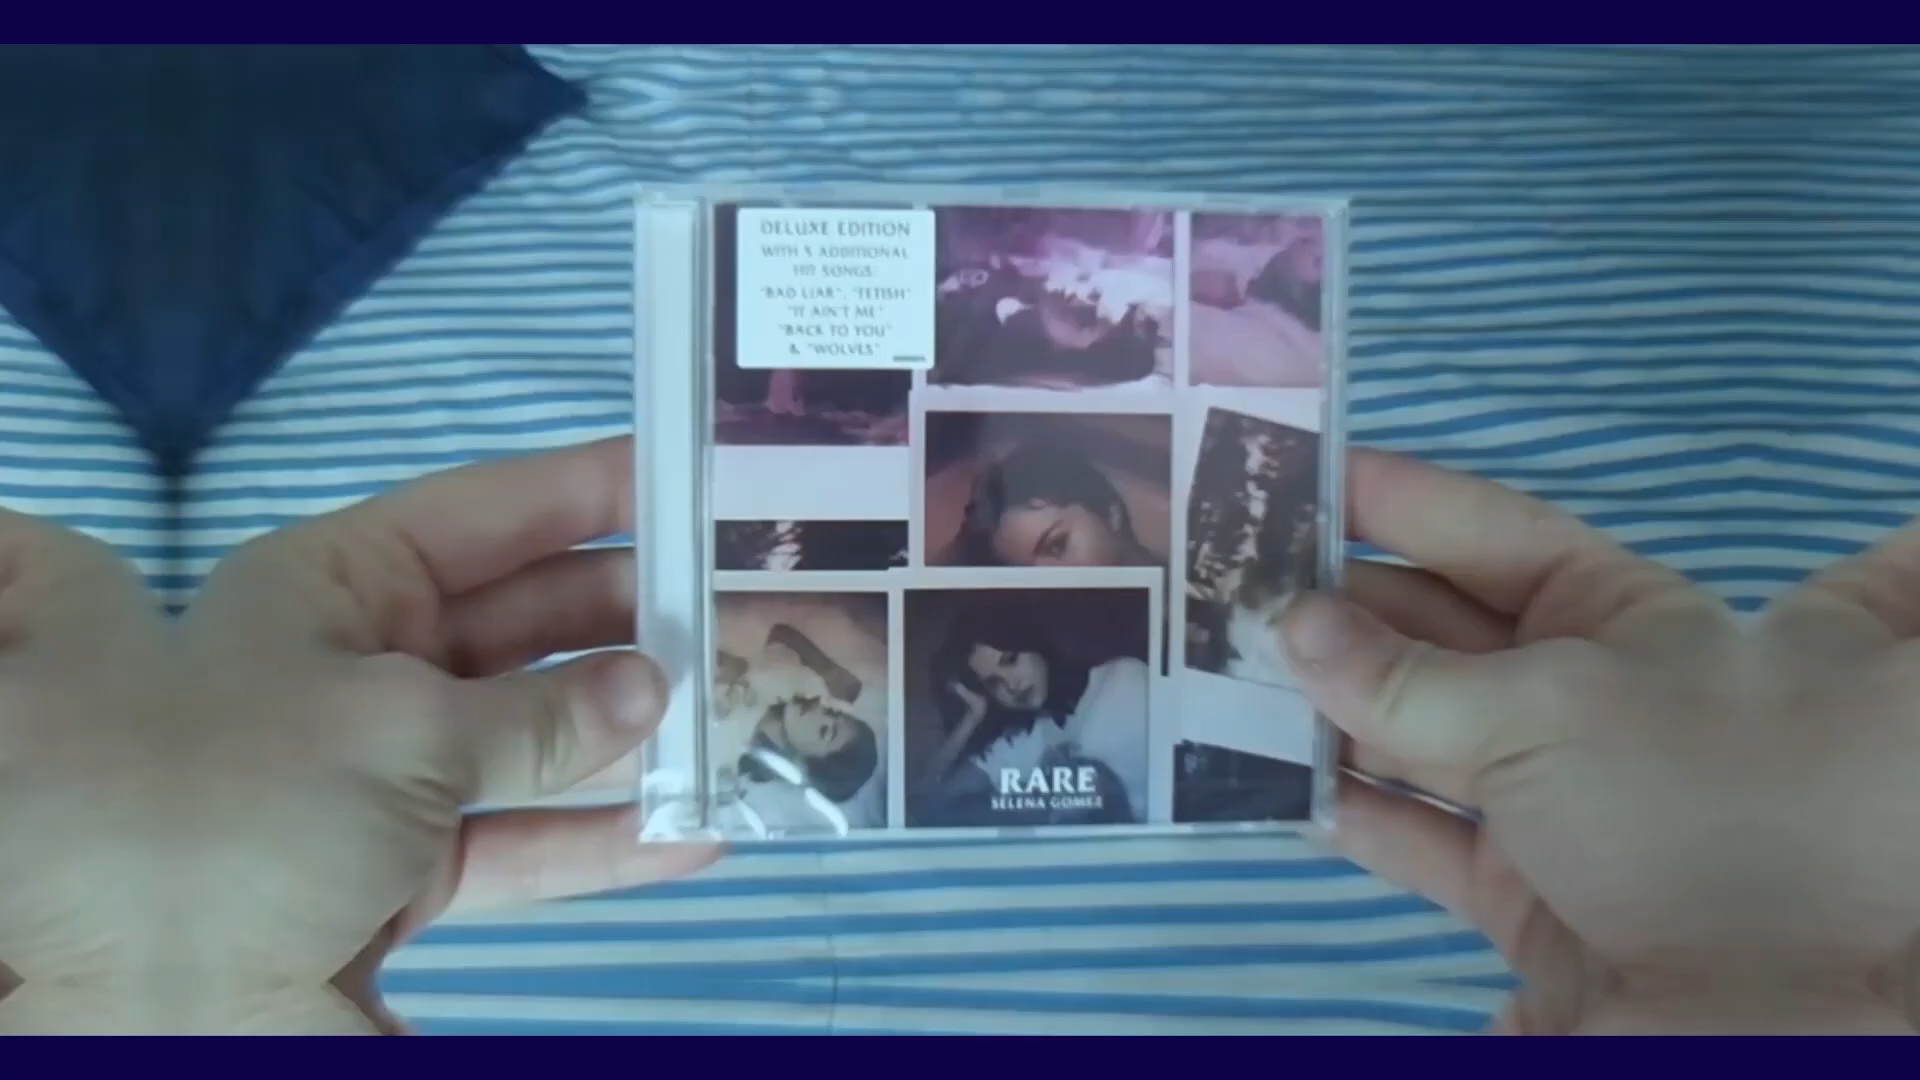 DELUXE EDITION
WITH 5 ADDITIONAL
HIT SONGS:
"BAD LIAR", "FETISH"
"IT AIN'T ME"
"BACK TO YOU"
& "WOLVES"
RARE
SELENA GOMEZ